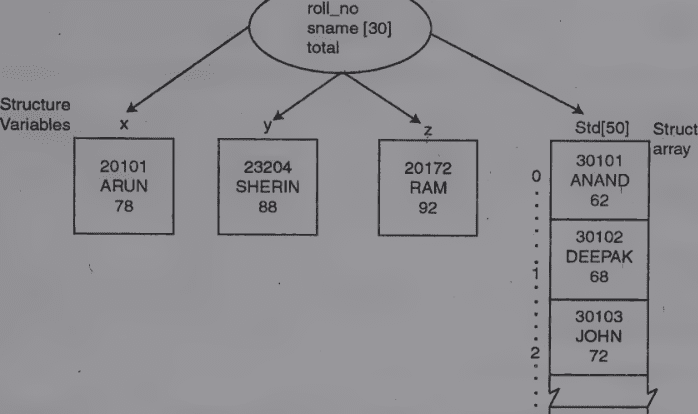 roll_no
sname [30]
total
Structure
Variables
x
y
z
Std[50]
Struct
array
20101
ARUN
78
23204
SHERIN
88
20172
RAM
92
0
30101
ANAND
62
1
30102
DEEPAK
68
2
30103
JOHN
72